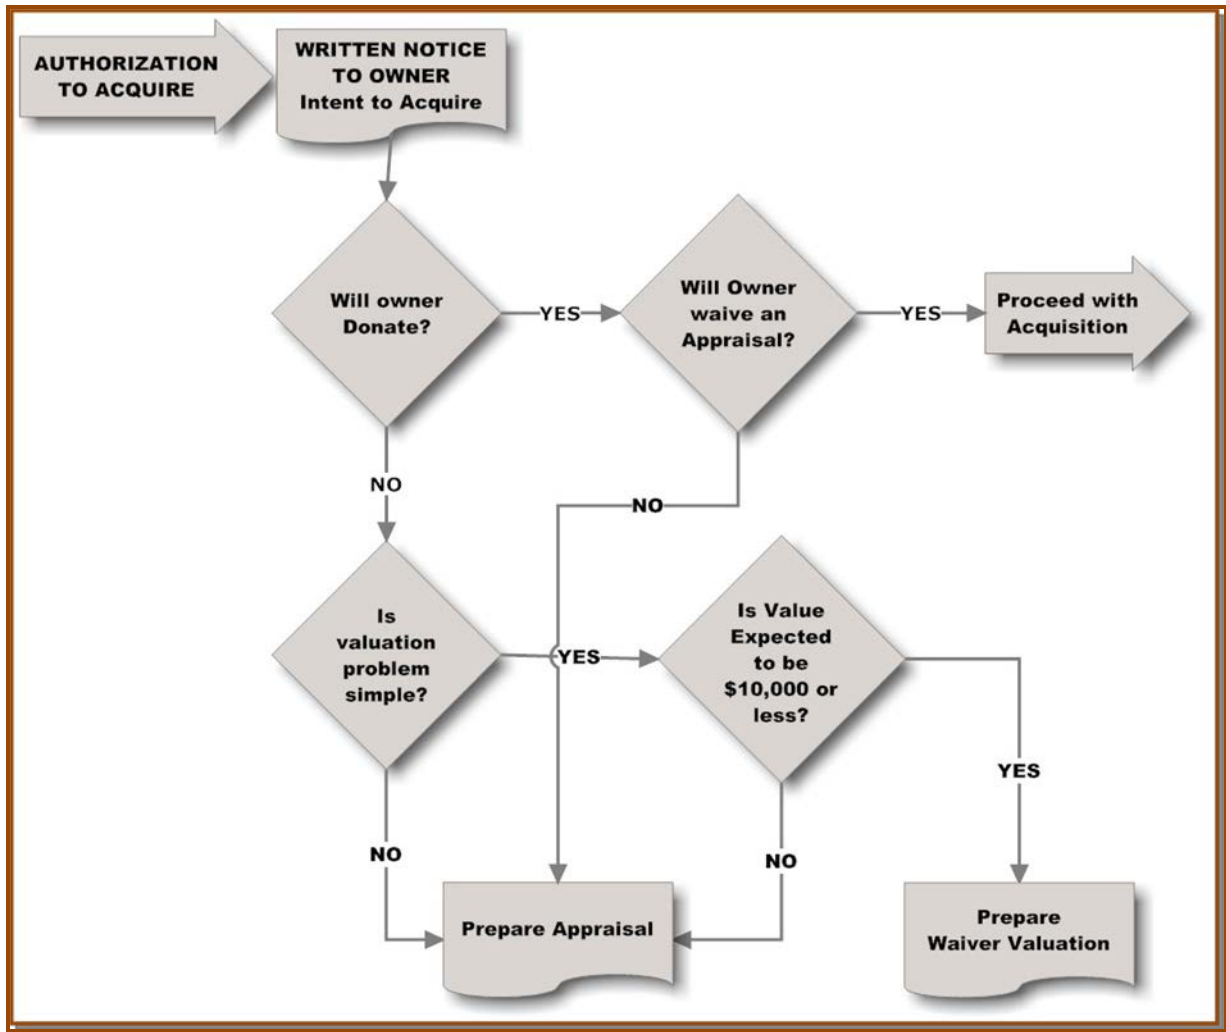 AUTHORIZATION
TO ACQUIRE
WRITTEN NOTICE
TO OWNER
Intent to Acquire
Will owner
Donate?
YES
Will Owner
waive an
Appraisal?
YES
Proceed with
Acquisition
NO
NO
Is
valuation
problem
simple?
YES
Is Value
Expected
to be
$10,000 or
less?
YES
NO
NO
Prepare Appraisal
Prepare
Waiver Valuation